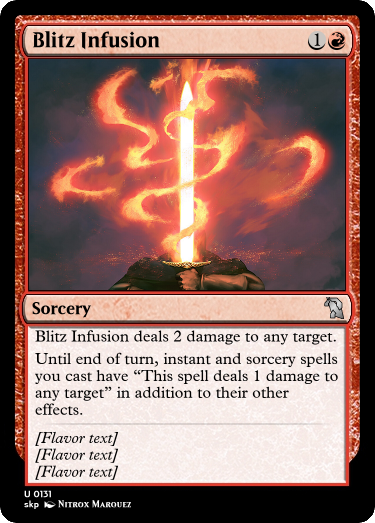 Blitz Infusion 1
Sorcery
Blitz Infusion deals 2 damage to any target.
Until end of turn, instant and sorcery spells
you cast have “This spell deals 1 damage to
any target” in addition to their other
effects.
[Flavor text]
[Flavor text]
[Flavor text]
U 0131
skp Nitrox Marquez